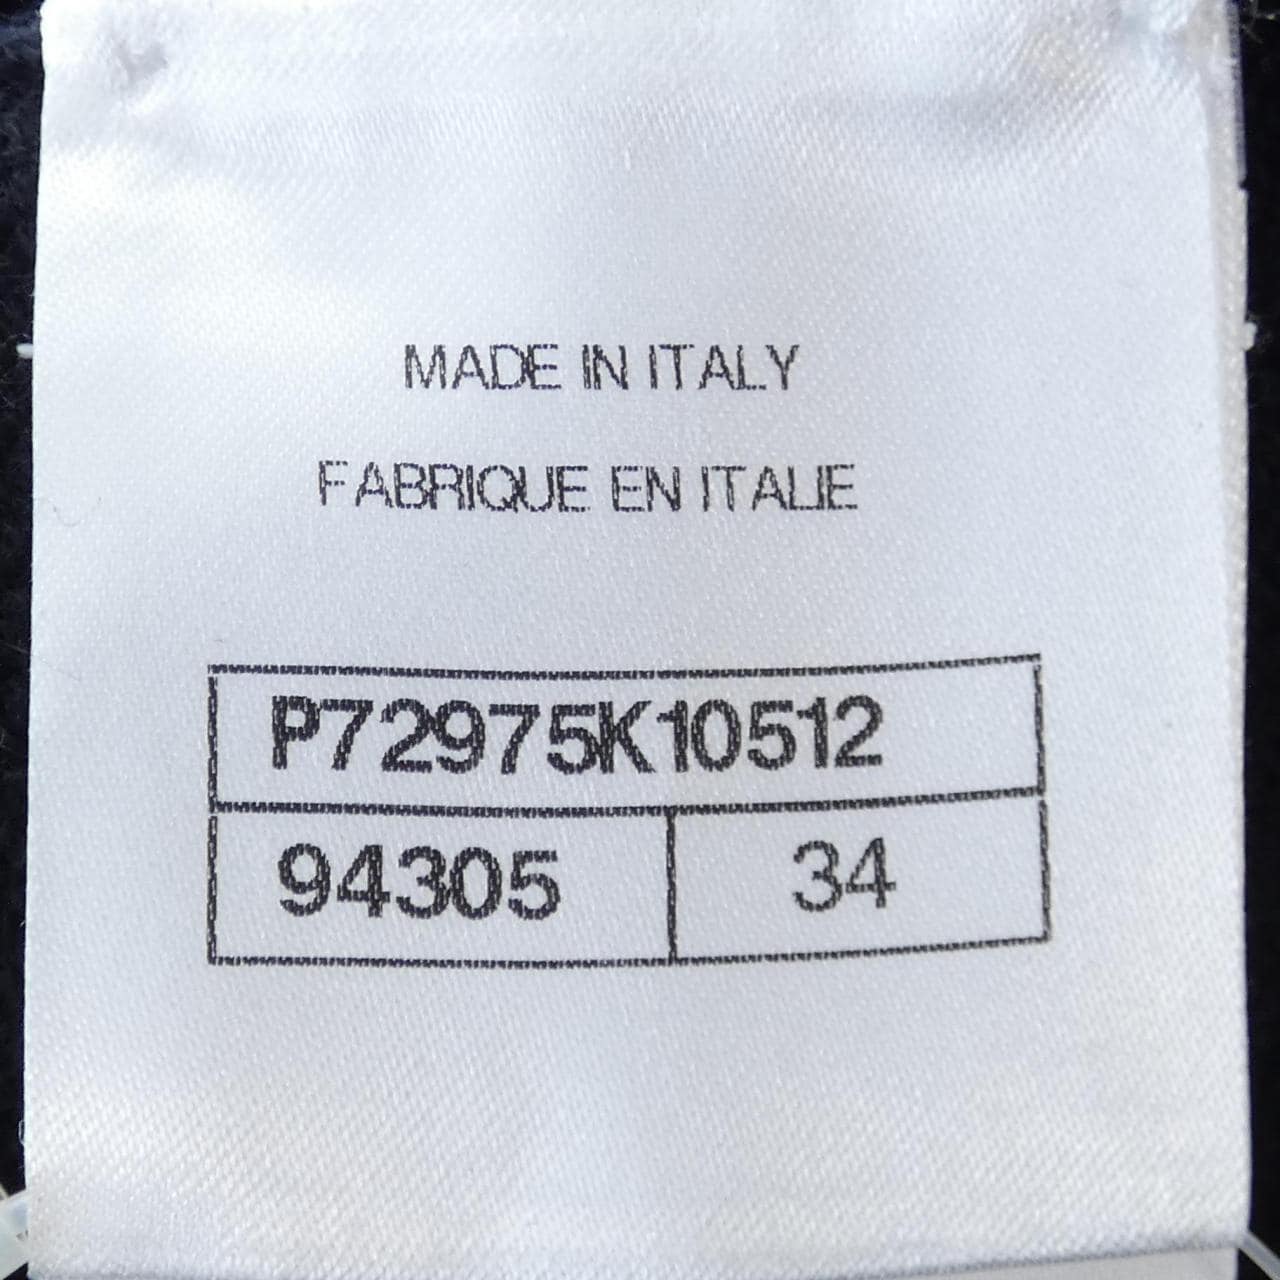 MADE IN ITALY
FABRIQUE EN ITALIE
P72975K10512
94305 34